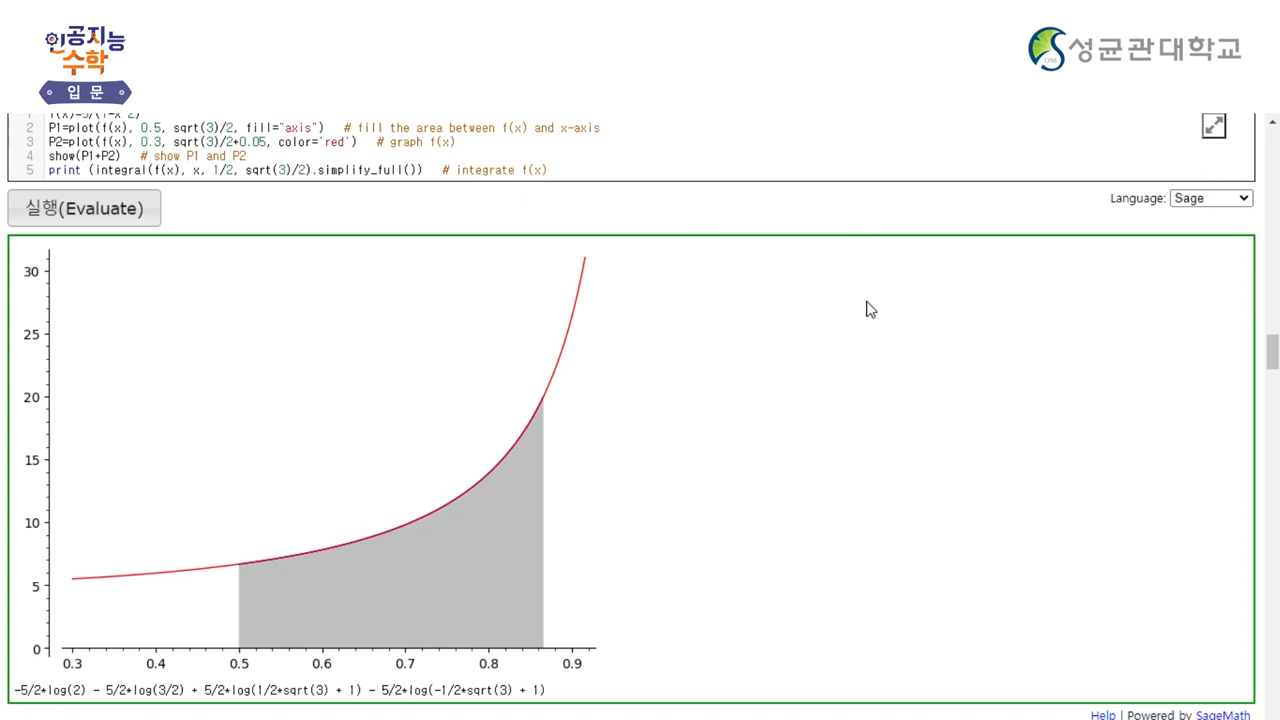 인공지능
수학
입 문
성균관대학교
1398
1 f(x)=5/(1-x^2)
2 P1=plot(f(x), 0.5, sqrt(3)/2, fill="axis") # fill the area between f(x) and x-axis
3 P2=plot(f(x), 0.3, sqrt(3)/2+0.05, color='red') # graph f(x)
4 show(P1+P2) # show P1 and P2
5 print (integral(f(x), x, 1/2, sqrt(3)/2).simplify_full()) # integrate f(x)
실행(Evaluate)
Language: Sage
30
25
20
15
10
5
0
0.3 0.4 0.5 0.6 0.7 0.8 0.9
-5/2*log(2) - 5/2*log(3/2) + 5/2*log(1/2*sqrt(3) + 1) - 5/2*log(-1/2*sqrt(3) + 1)
Help | Powered by SageMath